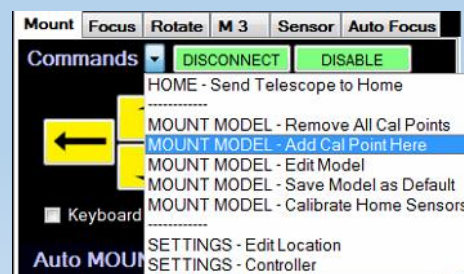 Mount Focus Rotate M 3 Sensor Auto Focus
Commands DISCONNECT DISABLE
HOME - Send Telescope to Home
------------
MOUNT MODEL - Remove All Cal Points
MOUNT MODEL - Add Cal Point Here
MOUNT MODEL - Edit Model
MOUNT MODEL - Save Model as Default
MOUNT MODEL - Calibrate Home Sensors
------------
Keyboard
SETTINGS - Edit Location
Auto
SETTINGS - Controller